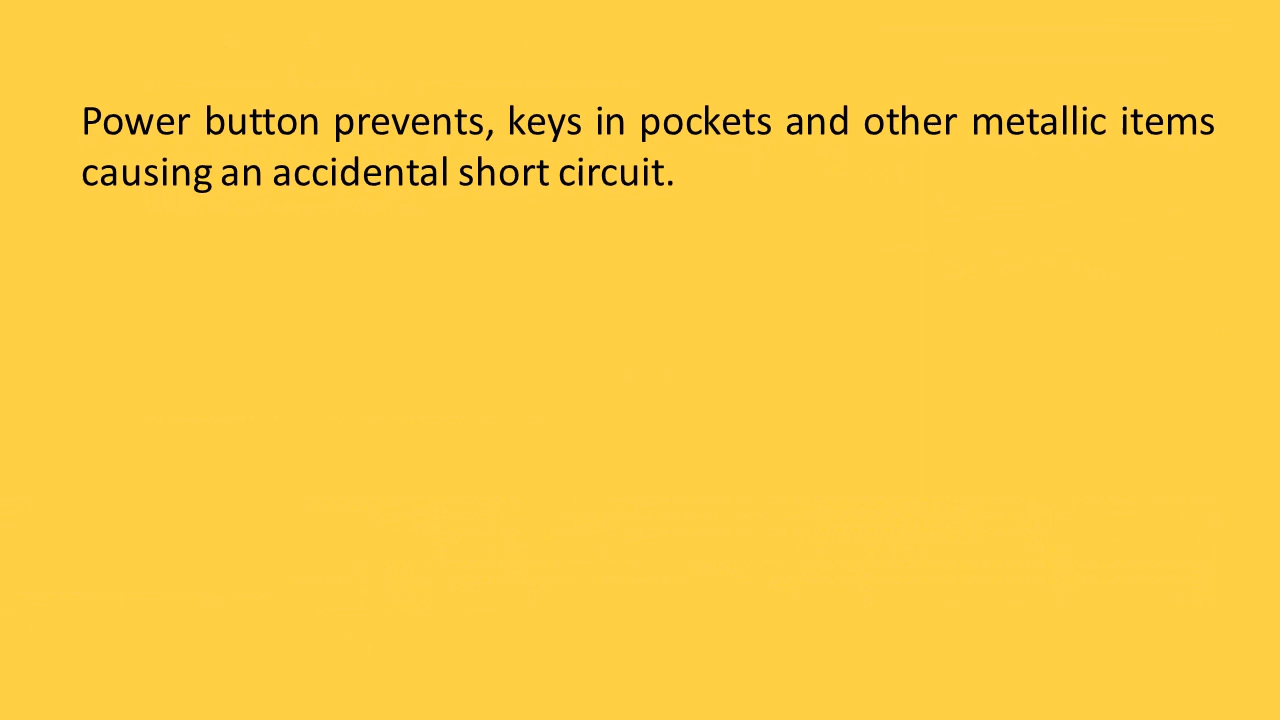 Power button prevents, keys in pockets and other metallic items
causing an accidental short circuit.